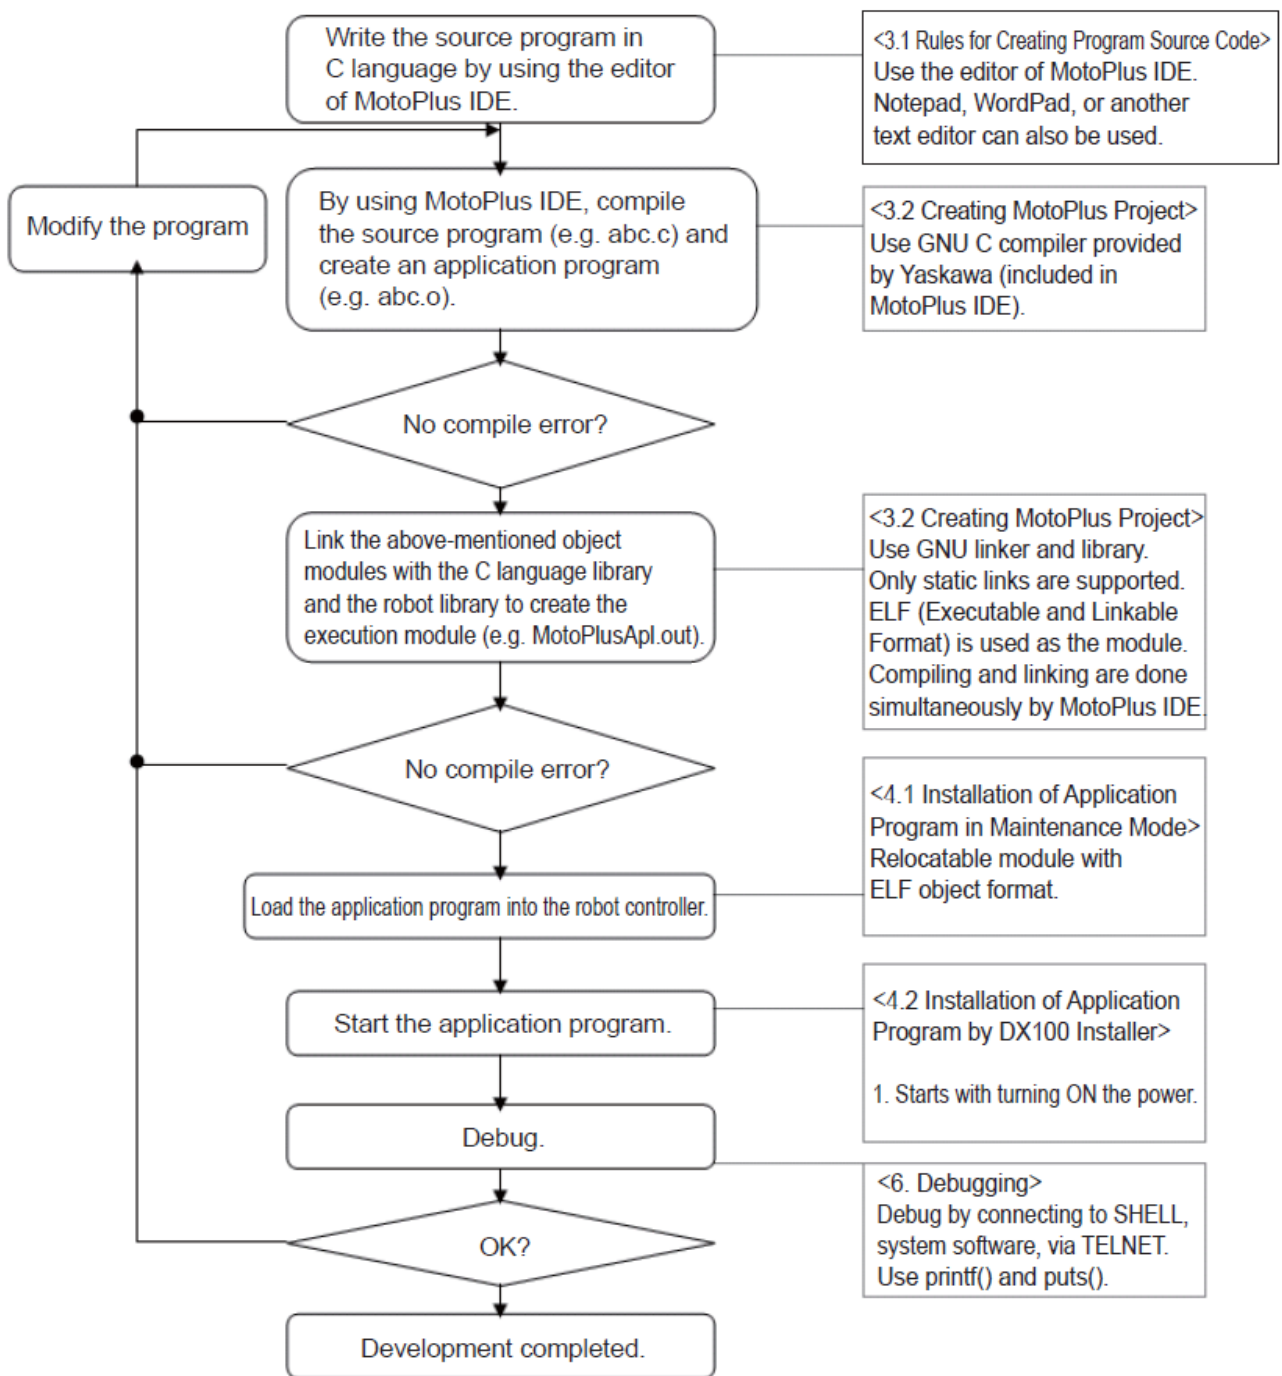 Write the source program in
C language by using the editor
of MotoPlus IDE.
<3.1 Rules for Creating Program Source Code>
Use the editor of MotoPlus IDE.
Notepad, WordPad, or another
text editor can also be used.
Modify the program
By using MotoPlus IDE, compile
the source program (e.g. abc.c) and
create an application program
(e.g. abc.o).
<3.2 Creating MotoPlus Project>
Use GNU C compiler provided
by Yaskawa (included in
MotoPlus IDE).
No compile error?
Link the above-mentioned object
modules with the C language library
and the robot library to create the
execution module (e.g. MotoPlusApl.out).
<3.2 Creating MotoPlus Project>
Use GNU linker and library.
Only static links are supported.
ELF (Executable and Linkable
Format) is used as the module.
Compiling and linking are done
simultaneously by MotoPlus IDE.
No compile error?
<4.1 Installation of Application
Program in Maintenance Mode>
Relocatable module with
ELF object format.
Load the application program into the robot controller.
Start the application program.
<4.2 Installation of Application
Program by DX100 Installer>
1. Starts with turning ON the power.
Debug.
<6. Debugging>
Debug by connecting to SHELL,
system software, via TELNET.
Use printf() and puts().
OK?
Development completed.